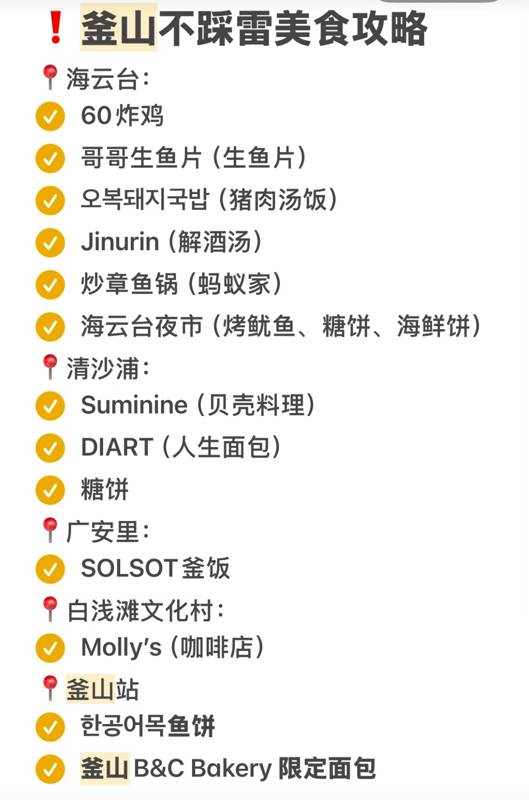 ❗釜山不踩雷美食攻略
📍海云台：
60炸鸡
哥哥生鱼片（生鱼片）
오복돼지국밥（猪肉汤饭）
Jinurin（解酒汤）
炒章鱼锅（蚂蚁家）
海云台夜市（烤鱿鱼、糖饼、海鲜饼）
📍清沙浦：
Suminine（贝壳料理）
DIART（人生面包）
糖饼
📍广安里：
SOLSOT釜饭
📍白浅滩文化村：
Molly’s（咖啡店）
📍釜山站
한공어목鱼饼
釜山B&C Bakery 限定面包